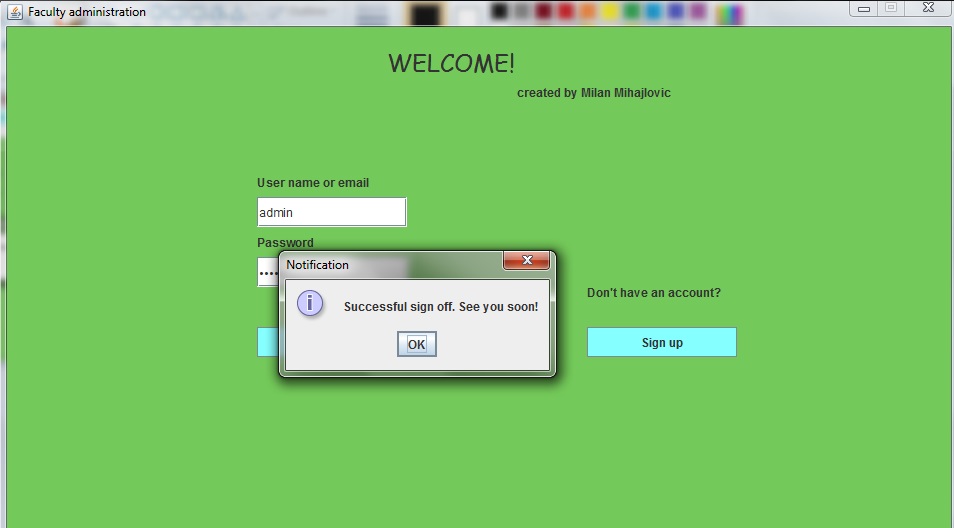 Faculty administration
WELCOME!
created by Milan Mihajlovic
User name or email
admin
Password
Notification
Successful sign off. See you soon!
OK
Don't have an account?
Sign up